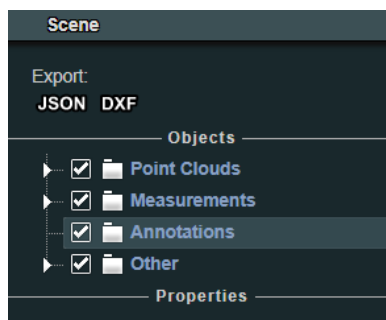 Scene
Export:
JSON DXF
Objects
Point Clouds
Measurements
Annotations
Other
Properties